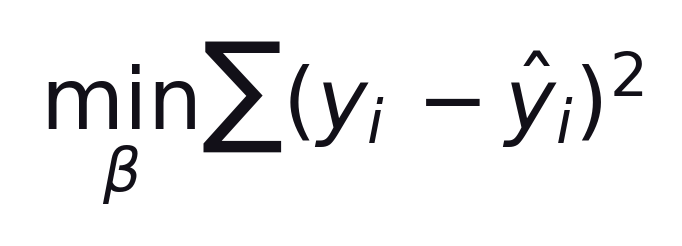 min_β ∑(y_i − ŷ_i)²